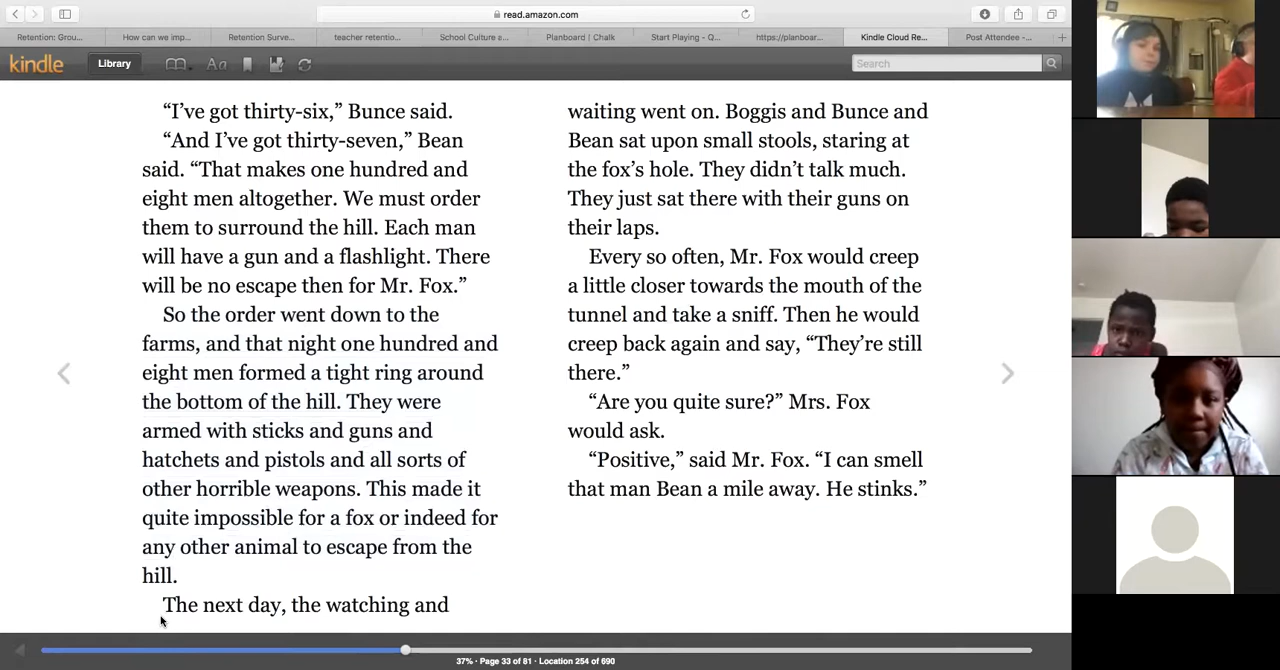 read.amazon.com
Retention: Grou...
How can we imp...
Retention Surve...
teacher retentio...
School Culture a...
Planboard | Chalk
Start Playing - Q...
https://planboar...
Kindle Cloud Re...
Post Attendee -...
kindle
Library
Aa
Search
“I’ve got thirty-six,” Bunce said.
“And I’ve got thirty-seven,” Bean
said. “That makes one hundred and
eight men altogether. We must order
them to surround the hill. Each man
will have a gun and a flashlight. There
will be no escape then for Mr. Fox.”
So the order went down to the
farms, and that night one hundred and
eight men formed a tight ring around
the bottom of the hill. They were
armed with sticks and guns and
hatchets and pistols and all sorts of
other horrible weapons. This made it
quite impossible for a fox or indeed for
any other animal to escape from the
hill.
The next day, the watching and
waiting went on. Boggis and Bunce and
Bean sat upon small stools, staring at
the fox’s hole. They didn’t talk much.
They just sat there with their guns on
their laps.
Every so often, Mr. Fox would creep
a little closer towards the mouth of the
tunnel and take a sniff. Then he would
creep back again and say, “They’re still
there.”
“Are you quite sure?” Mrs. Fox
would ask.
“Positive,” said Mr. Fox. “I can smell
that man Bean a mile away. He stinks.”
37% · Page 33 of 81 · Location 254 of 690